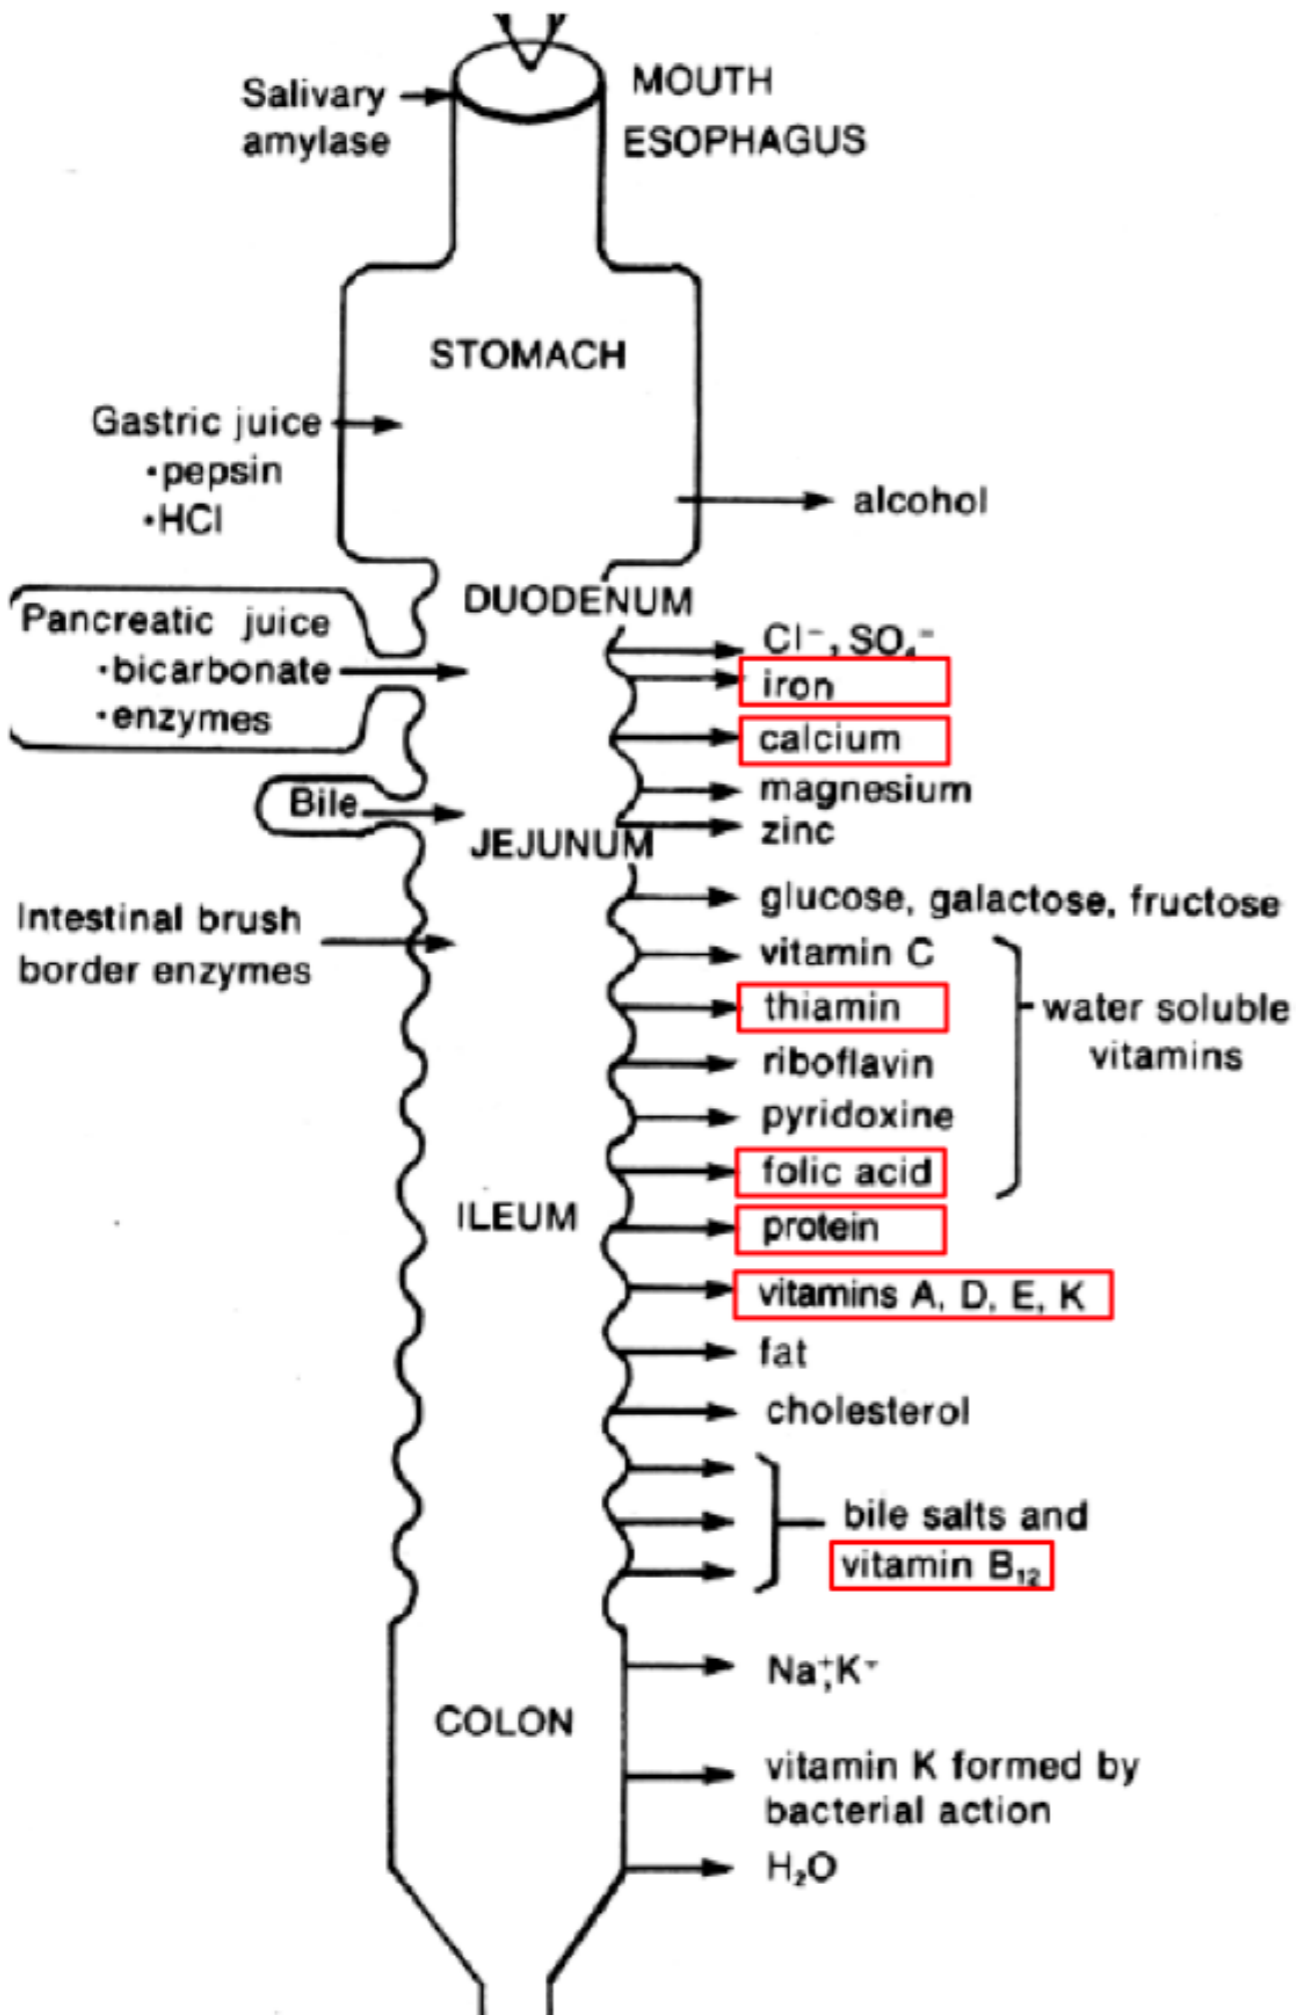 MOUTH
Salivary
amylase
ESOPHAGUS
STOMACH
Gastric juice
•pepsin
•HCl
alcohol
DUODENUM
Pancreatic juice
•bicarbonate
•enzymes
Cl⁻, SO₄⁻
iron
calcium
magnesium
Bile
zinc
JEJUNUM
glucose, galactose, fructose
Intestinal brush
border enzymes
vitamin C
thiamin
riboflavin
pyridoxine
folic acid
water soluble
vitamins
ILEUM
protein
vitamins A, D, E, K
fat
cholesterol
bile salts and
vitamin B₁₂
Na⁺,K⁺
COLON
vitamin K formed by
bacterial action
H₂O